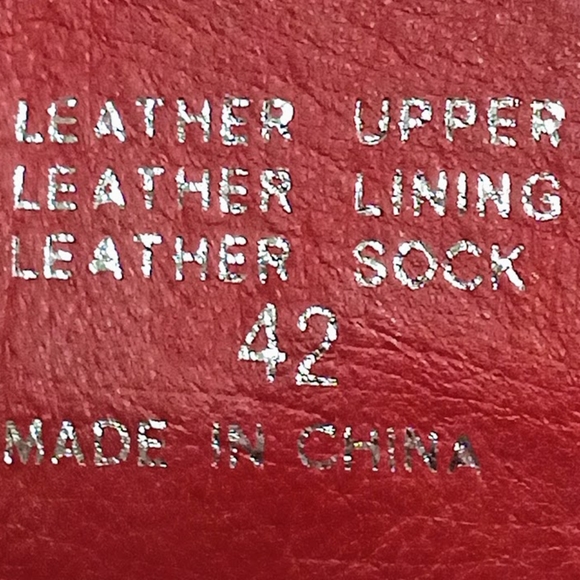 LEATHER UPPER
LEATHER LINING
LEATHER SOCK
42
MADE IN CHINA